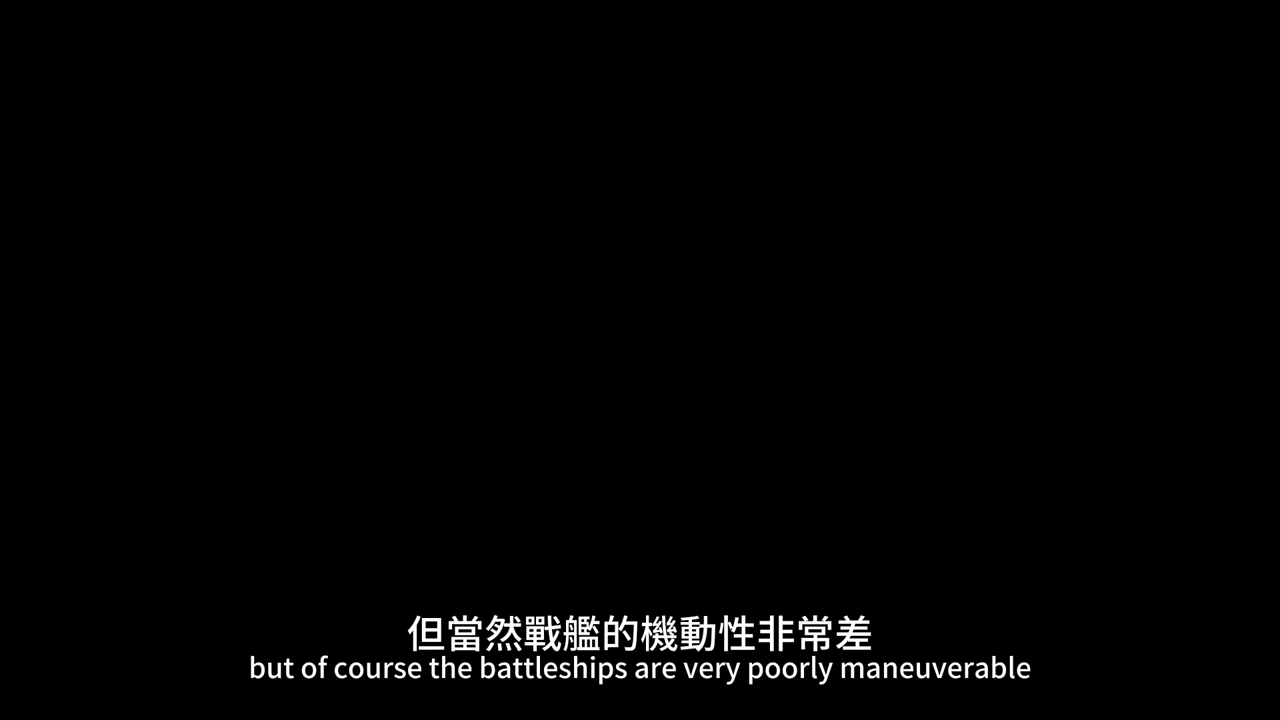 但當然戰艦的機動性非常差
but of course the battleships are very poorly maneuverable